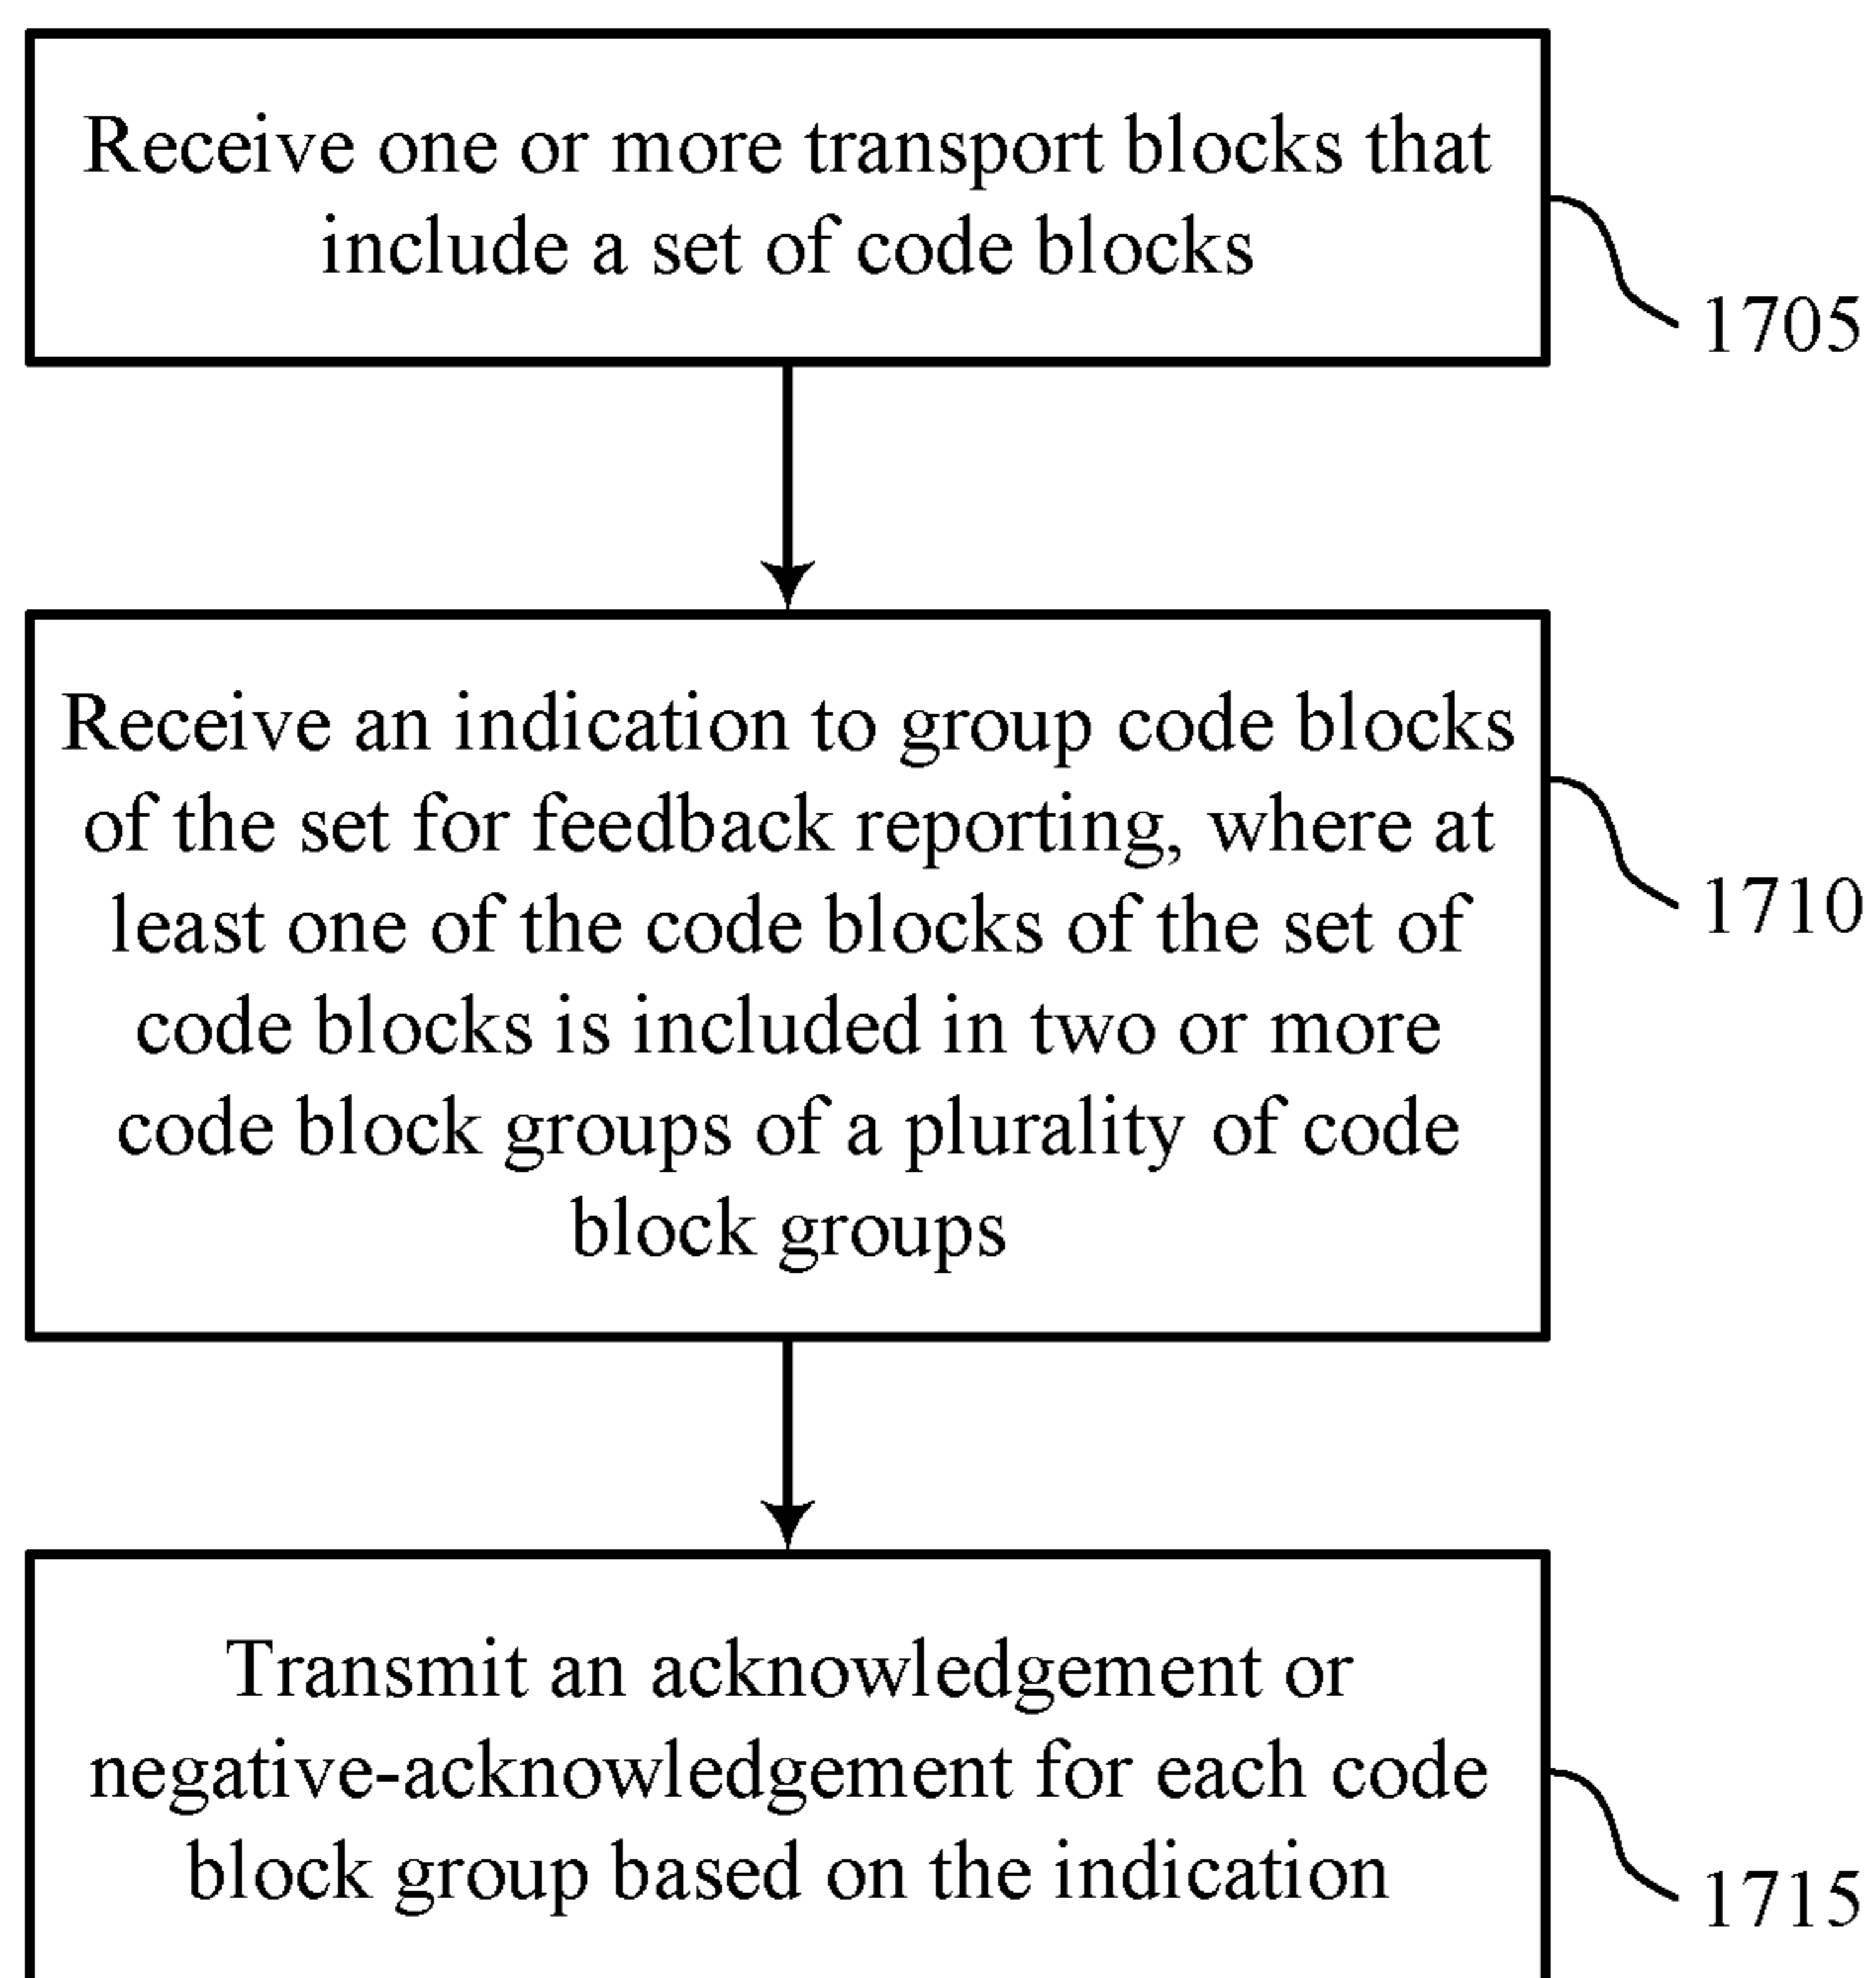 Receive one or more transport blocks that
include a set of code blocks
1705
Receive an indication to group code blocks
of the set for feedback reporting, where at
least one of the code blocks of the set of
code blocks is included in two or more
code block groups of a plurality of code
block groups
1710
Transmit an acknowledgement or
negative-acknowledgement for each code
block group based on the indication
1715